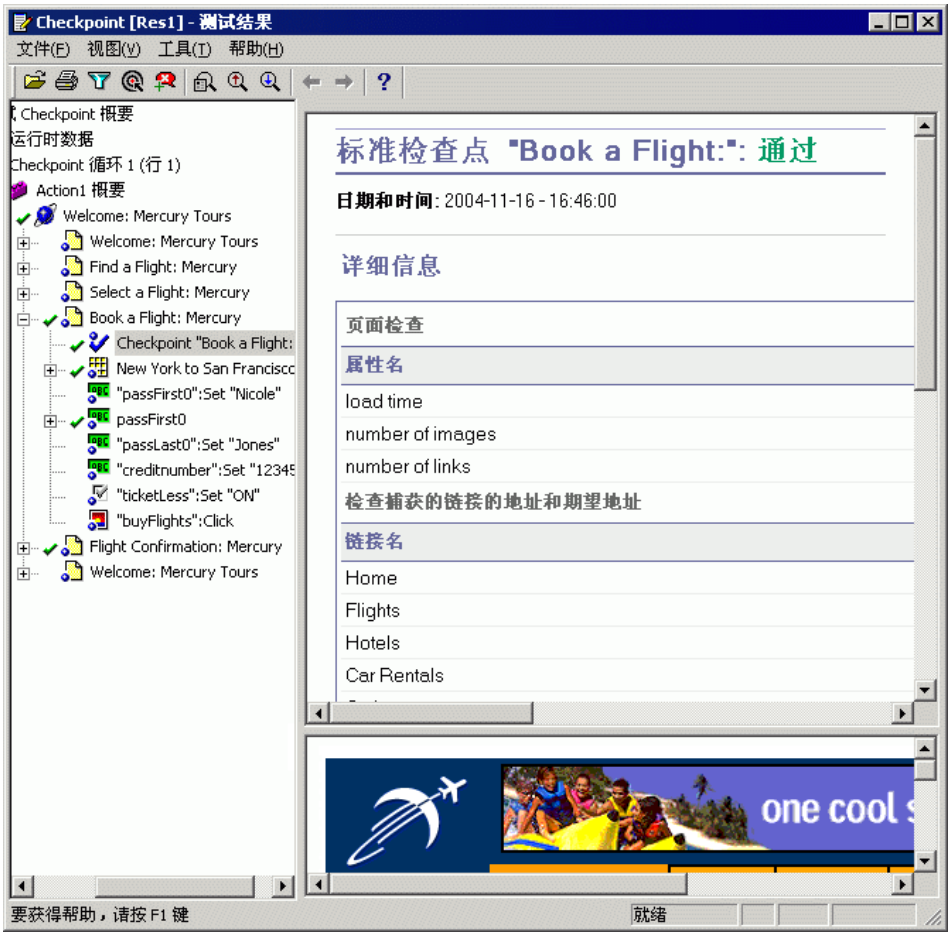 Checkpoint [Res1] - 测试结果
文件(F) 视图(V) 工具(T) 帮助(H)
?
Checkpoint 概要
运行时数据
Checkpoint 循环 1 (行 1)
Action1 概要
Welcome: Mercury Tours
Welcome: Mercury Tours
Find a Flight: Mercury
Select a Flight: Mercury
Book a Flight: Mercury
Checkpoint "Book a Flight:
New York to San Francisco
"passFirst0":Set "Nicole"
passFirst0
"passLast0":Set "Jones"
"creditnumber":Set "12345
"ticketLess":Set "ON"
"buyFlights":Click
Flight Confirmation: Mercury
Welcome: Mercury Tours
标准检查点 "Book a Flight:": 通过
日期和时间: 2004-11-16 - 16:46:00
详细信息
页面检查
属性名
load time
number of images
number of links
检查捕获的链接的地址和期望地址
链接名
Home
Flights
Hotels
Car Rentals
one cool s
要获得帮助，请按 F1 键
就绪